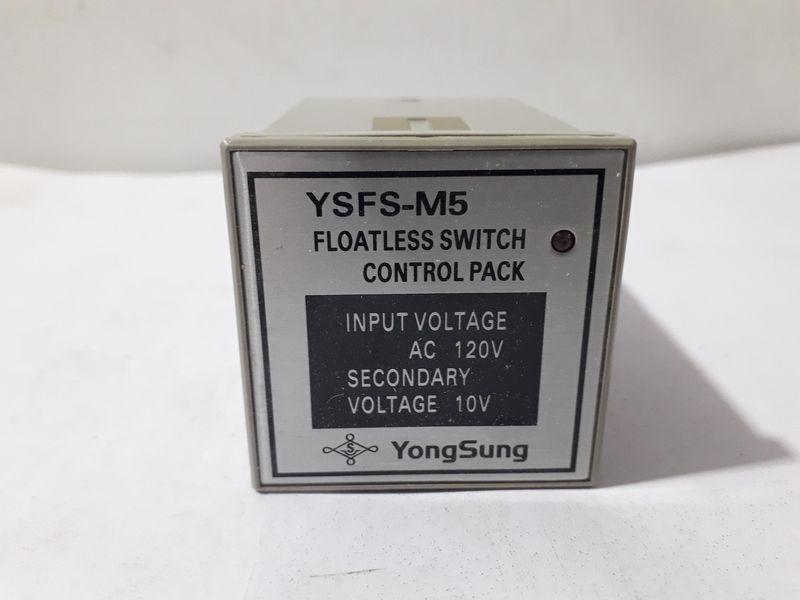 YSFS-M5
FLOATLESS SWITCH
CONTROL PACK
INPUT VOLTAGE
AC 120V
SECONDARY
VOLTAGE 10V
S YongSung